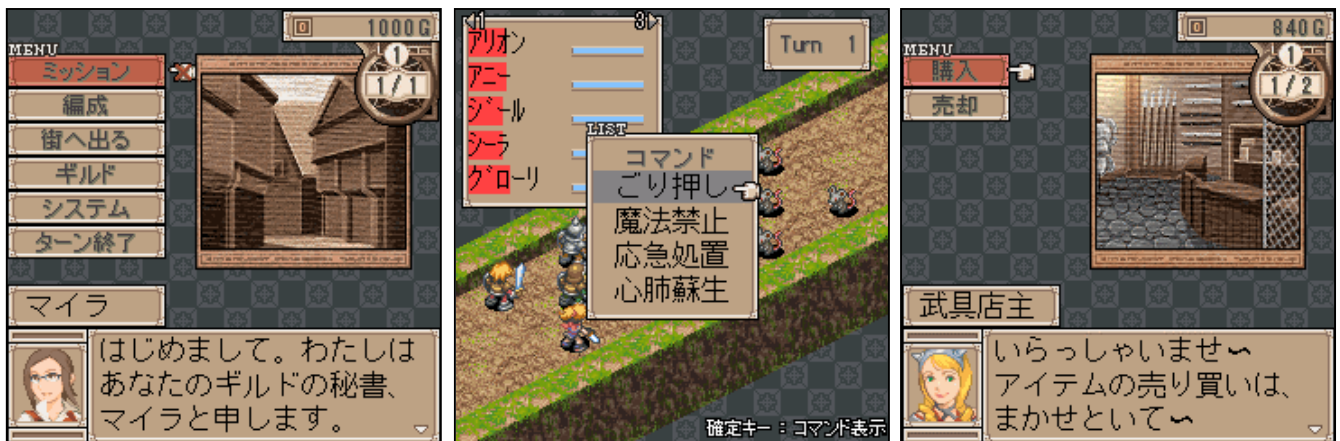 1000G
MENU
1
1/1
ミッション
編成
街へ出る
ギルド
システム
ターン終了
マイラ
はじめまして。わたしは
あなたのギルドの秘書、
マイラと申します。
1
3
アリオン
アニー
ジール
シーラ
グローリ
Turn 1
LIST
コマンド
ごり押し
魔法禁止
応急処置
心肺蘇生
確定キー：コマンド表示
840G
MENU
1
1/2
購入
売却
武具店主
いらっしゃいませ～
アイテムの売り買いは、
まかせといて～